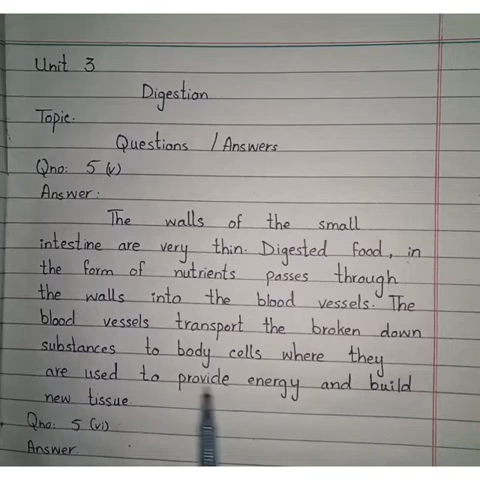 Unit 3
Digestion
Topic.
Questions / Answers
Qno: 5 (v)
Answer:
The walls of the small
intestine are very thin. Digested food, in
the form of nutrients passes through
the walls into the blood vessels. The
blood vessels transport the broken down
substances to body cells where they
are used to provide energy and build
new tissue
Qno: 5 (vi)
Answer